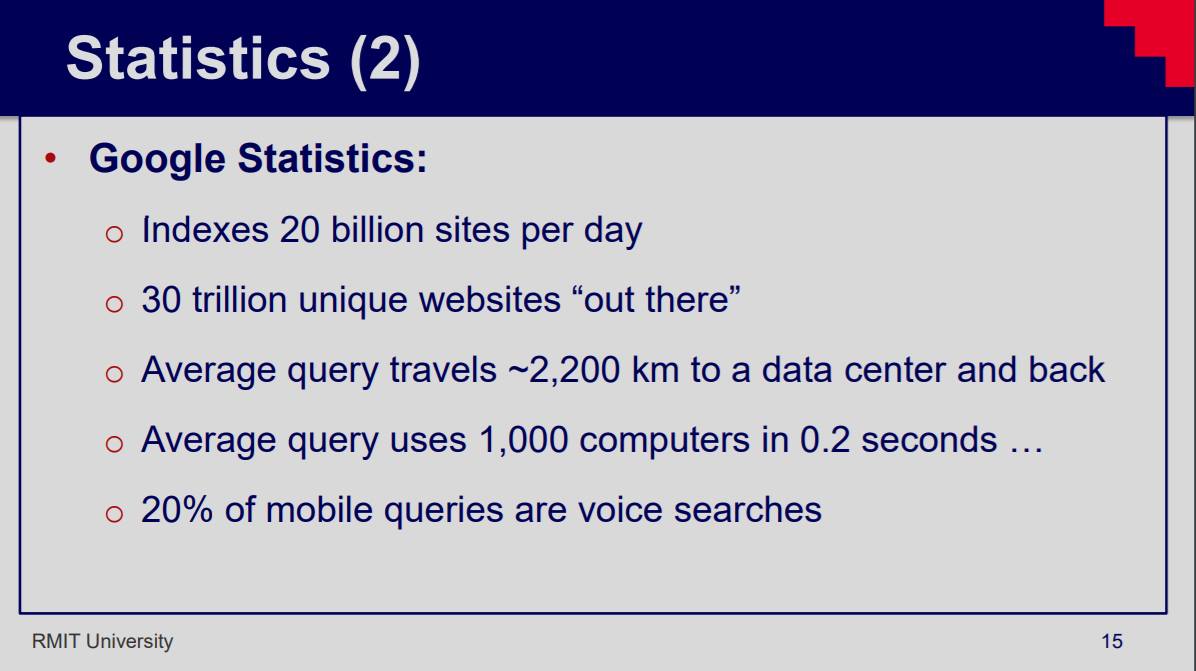 Statistics (2)
• Google Statistics:
o Indexes 20 billion sites per day
o 30 trillion unique websites “out there”
o Average query travels ~2,200 km to a data center and back
o Average query uses 1,000 computers in 0.2 seconds …
o 20% of mobile queries are voice searches
RMIT University
15